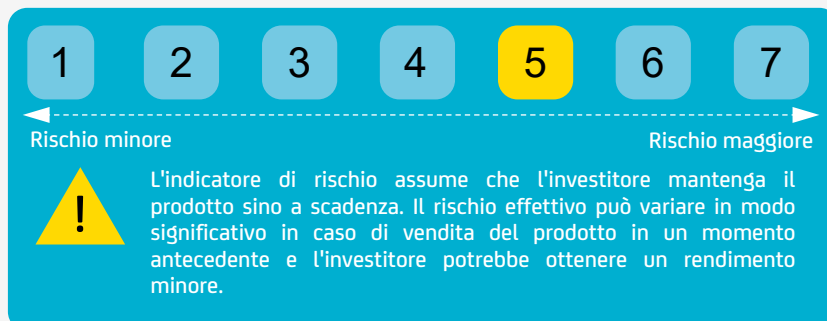 1 2 3 4 5 6 7
Rischio minore Rischio maggiore
!
L'indicatore di rischio assume che l'investitore mantenga il
prodotto sino a scadenza. Il rischio effettivo può variare in modo
significativo in caso di vendita del prodotto in un momento
antecedente e l'investitore potrebbe ottenere un rendimento
minore.